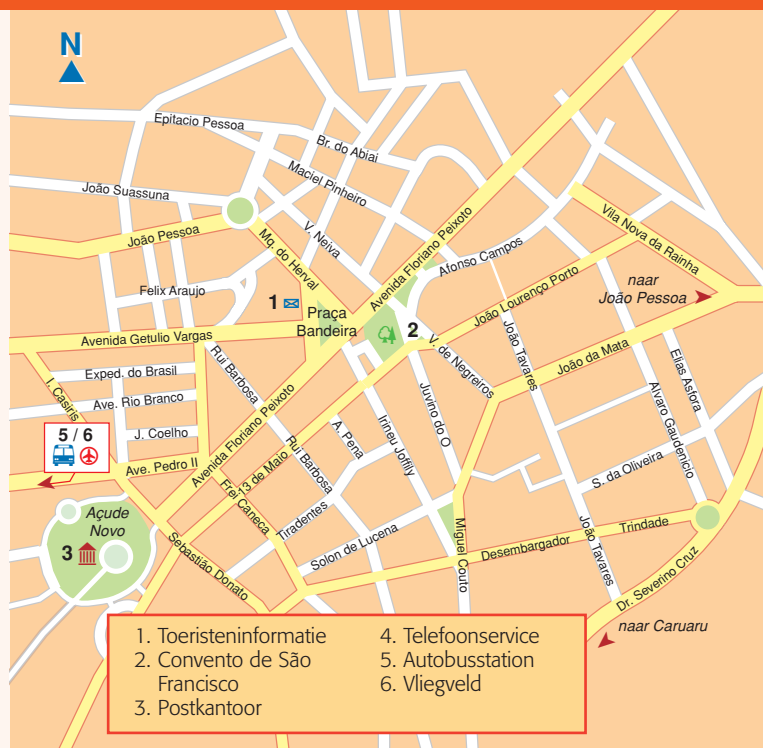 N
Epitacio Pessoa
Br. do Abiai
Maciel Pinheiro
João Suassuna
João Pessoa
V. Neiva
Mq. do Herval
Avenida Floriano Peixoto
Afonso Campos
Vila Nova da Rainha
naar
João Pessoa
João Lourenço Porto
Felix Araujo
1
Praça
Bandeira
2
Avenida Getulio Vargas
V. de Negreiros
João Tavares
João da Mata
Elias Asfora
Alvaro Gaudencio
Rui Barbosa
Exped. do Brasil
I. Casiris
Ave. Rio Branco
J. Coelho
Juvino do O
Irineu Joffily
A. Pena
5 / 6
Ave. Pedro II
Avenida Floriano Peixoto
Rui Barbosa
13 de Maio
Frei Caneca
Tiradentes
S. da Oliveira
Açude
Novo
3
Sebastião Donato
Solon de Lucena
Miguel Couto
Desembargador
Trindade
João Tavares
Dr. Severino Cruz
naar Caruaru
1. Toeristeninformatie
2. Convento de São
Francisco
3. Postkantoor
4. Telefoonservice
5. Autobusstation
6. Vliegveld